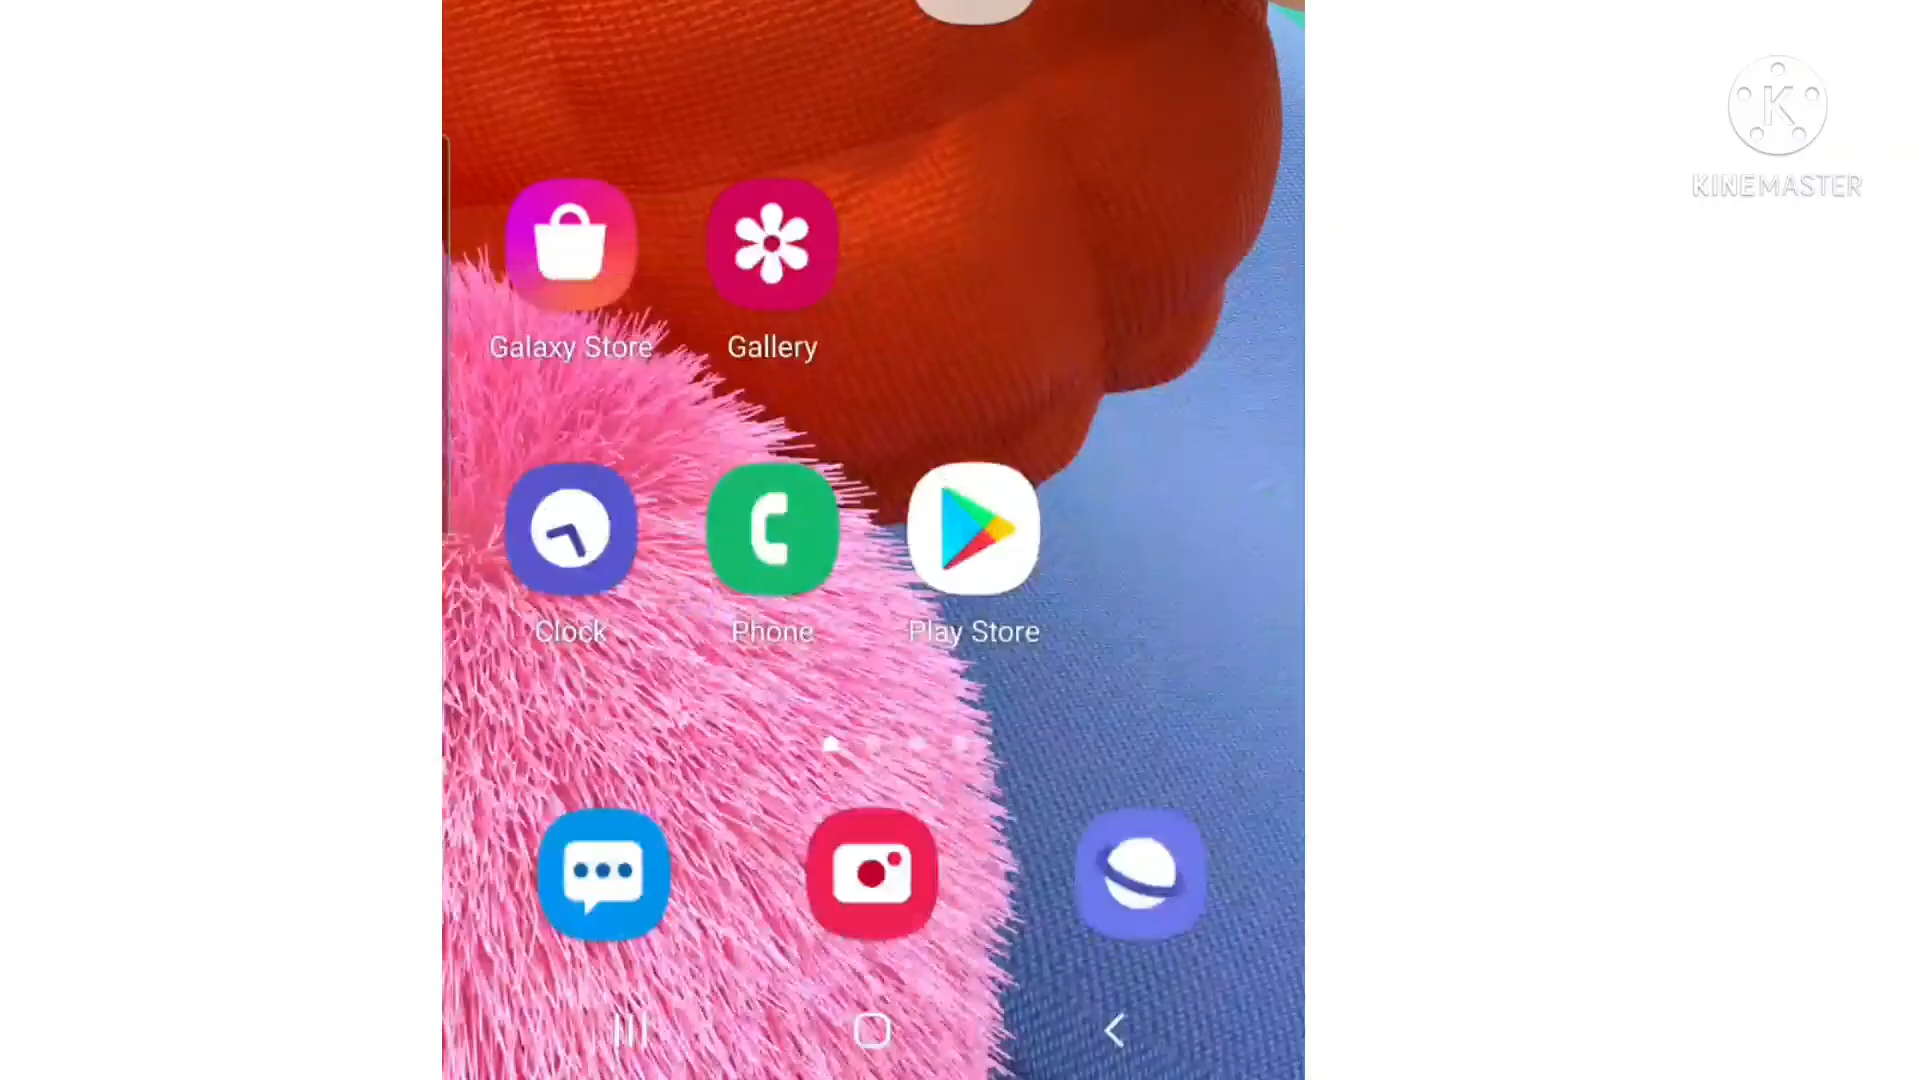 K
KINEMASTER
Galaxy Store
Gallery
Clock
Phone
Play Store